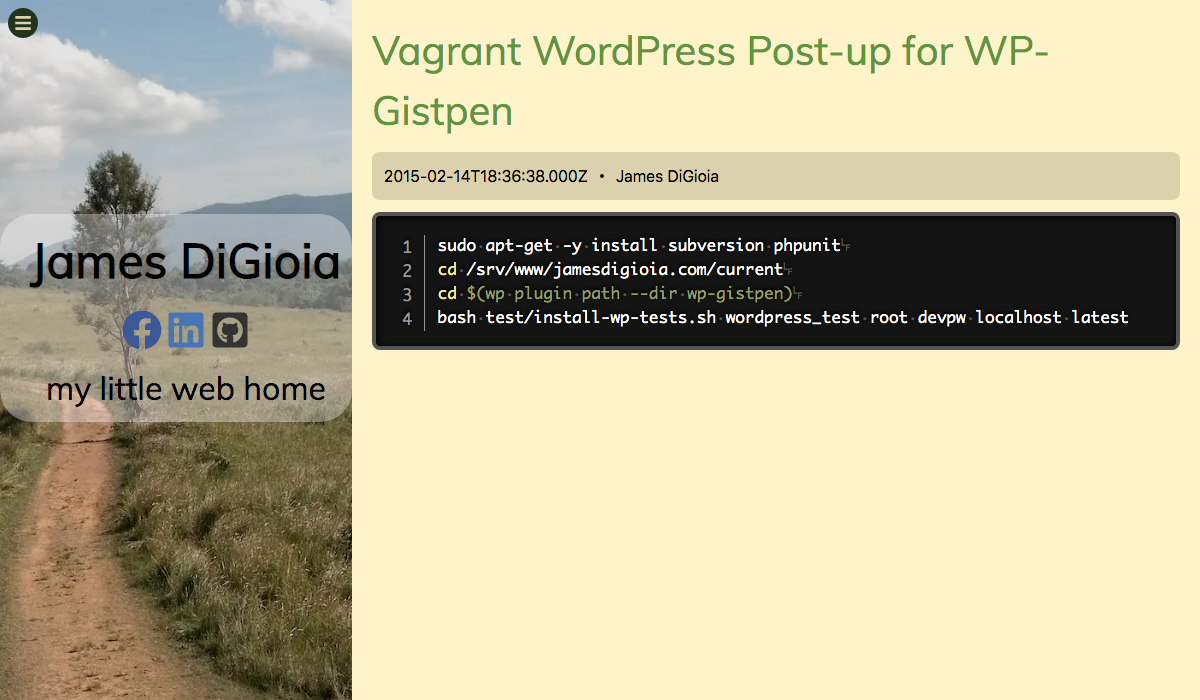 James DiGioia
my little web home
Vagrant WordPress Post-up for WP-
Gistpen
2015-02-14T18:36:38.000Z • James DiGioia
1 sudo apt-get -y install subversion phpunit
2 cd /srv/www/jamesdigioia.com/current
3 cd $(wp plugin path --dir wp-gistpen)
4 bash test/install-wp-tests.sh wordpress_test root devpw localhost latest